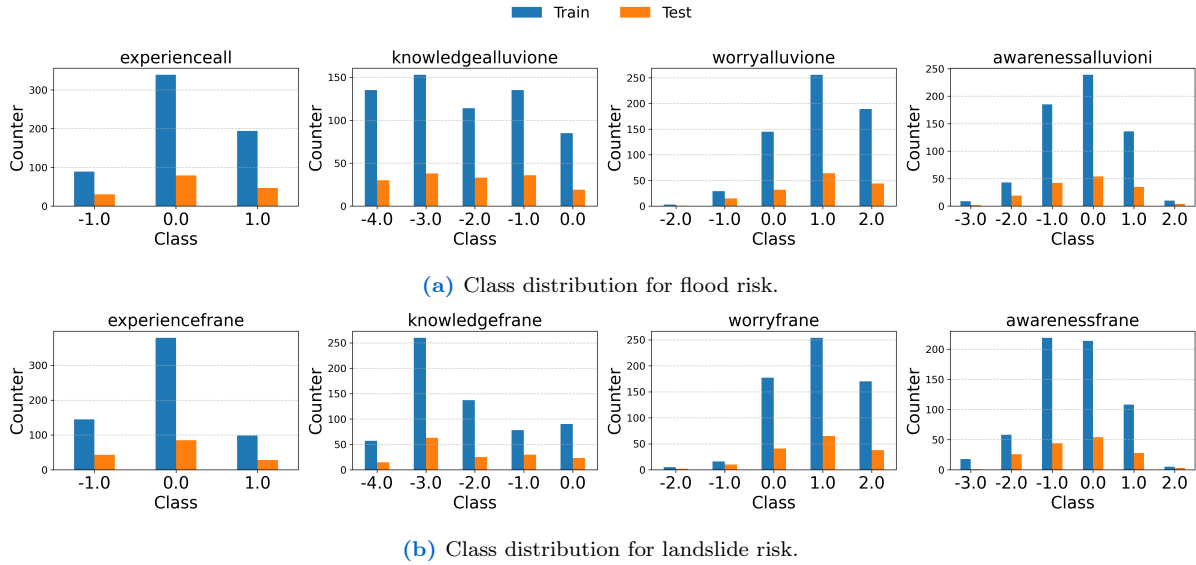 Train Test
experienceall knowledgealluvione worryalluvione awarenessalluvioni
Counter
300
200
100
0
-1.0 0.0 1.0
Class
Counter
150
100
50
0
-4.0 -3.0 -2.0 -1.0 0.0
Class
Counter
250
200
150
100
50
0
-2.0 -1.0 0.0 1.0 2.0
Class
Counter
250
200
150
100
50
0
-3.0 -2.0 -1.0 0.0 1.0 2.0
Class
(a) Class distribution for flood risk.
experiencefrane knowledgefrane worryfrane awarenessfrane
Counter
300
200
100
0
-1.0 0.0 1.0
Class
Counter
250
200
150
100
50
0
-4.0 -3.0 -2.0 -1.0 0.0
Class
Counter
250
200
150
100
50
0
-2.0 -1.0 0.0 1.0 2.0
Class
Counter
200
150
100
50
0
-3.0 -2.0 -1.0 0.0 1.0 2.0
Class
(b) Class distribution for landslide risk.